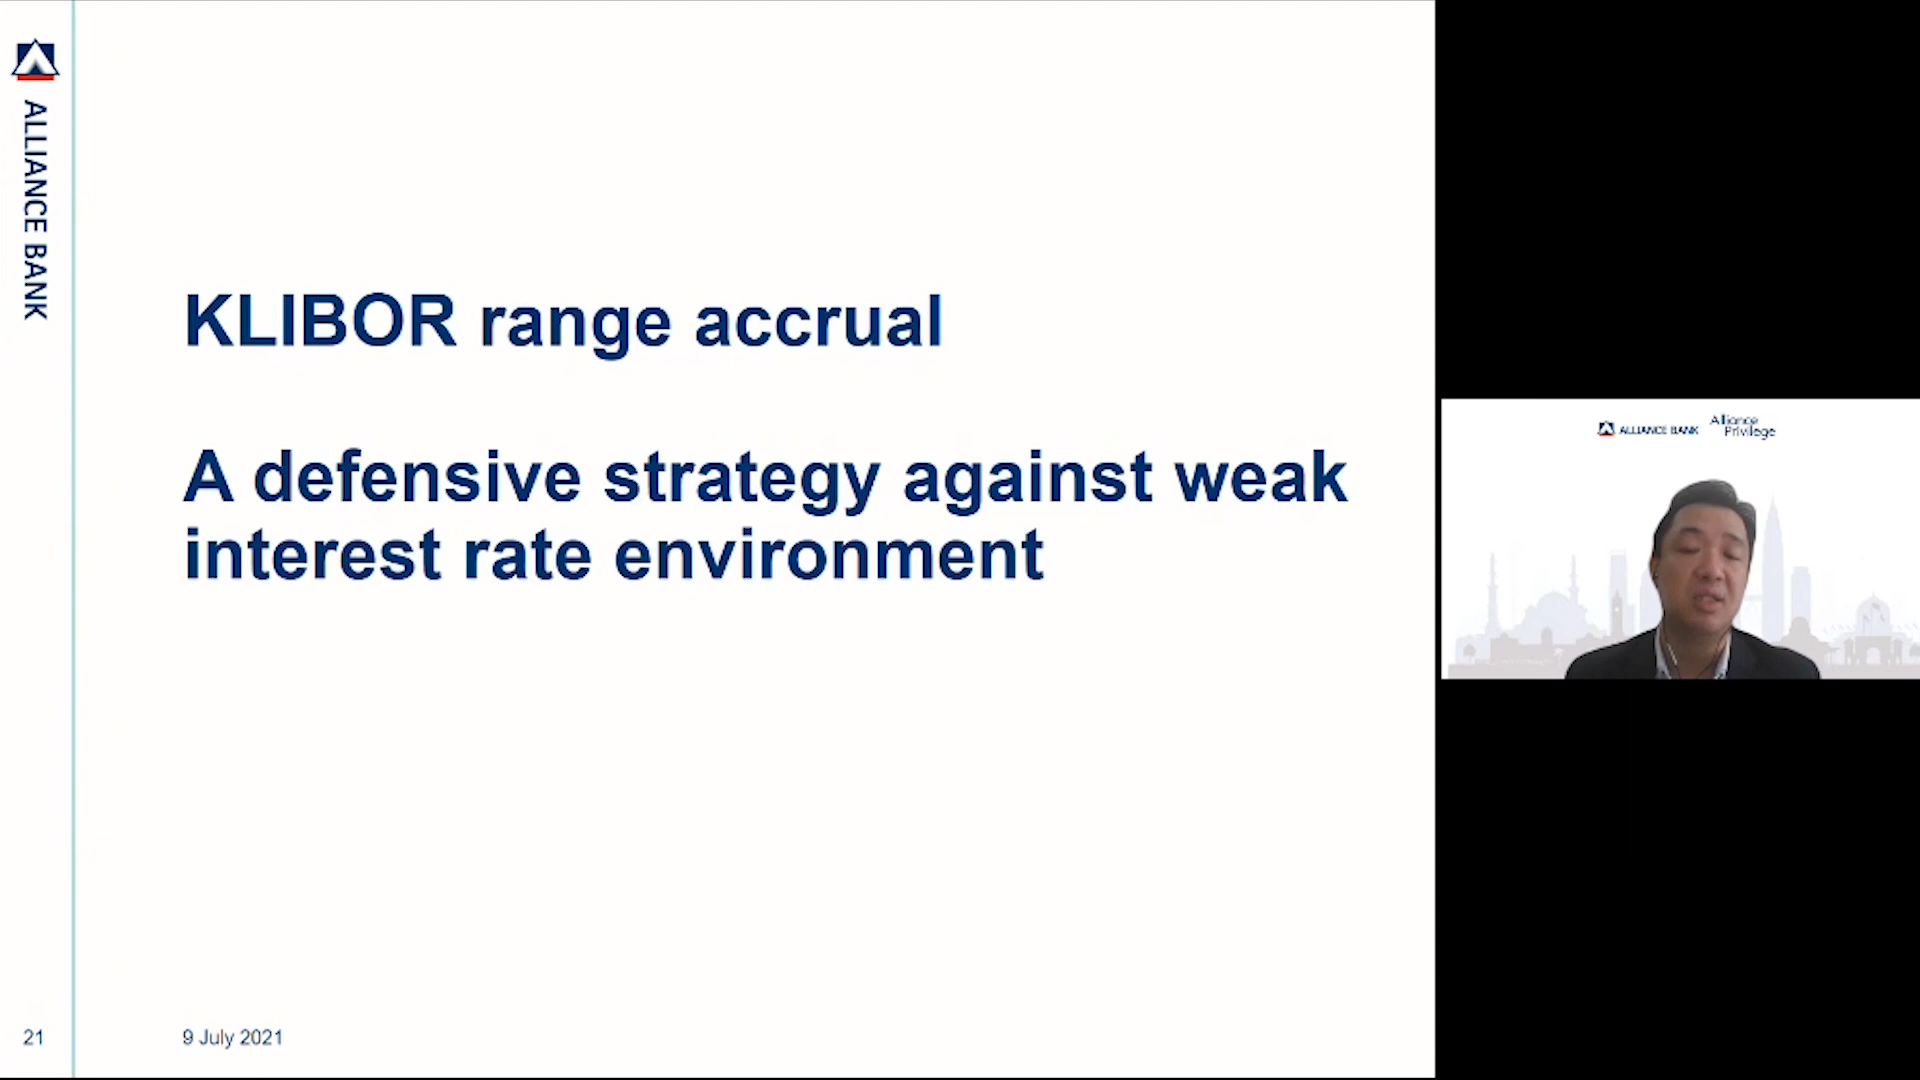 ALLIANCE BANK
KLIBOR range accrual
A defensive strategy against weak
interest rate environment
21
9 July 2021
ALLIANCE BANK
Alliance
Privilege